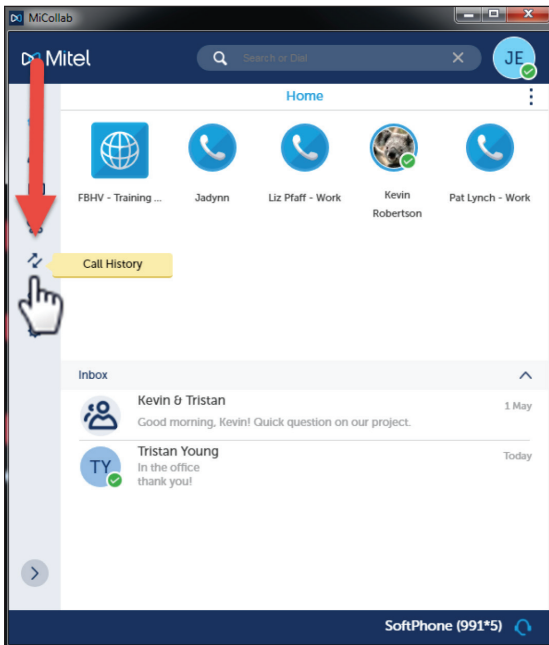 MiCollab
Mitel
Search or Dial
JE
Home
FBHV - Training ...
Jadynn
Liz Pfaff - Work
Kevin
Robertson
Pat Lynch - Work
Call History
Inbox
Kevin & Tristan
1 May
Good morning, Kevin! Quick question on our project.
TY
Tristan Young
Today
In the office
thank you!
SoftPhone (991*5)